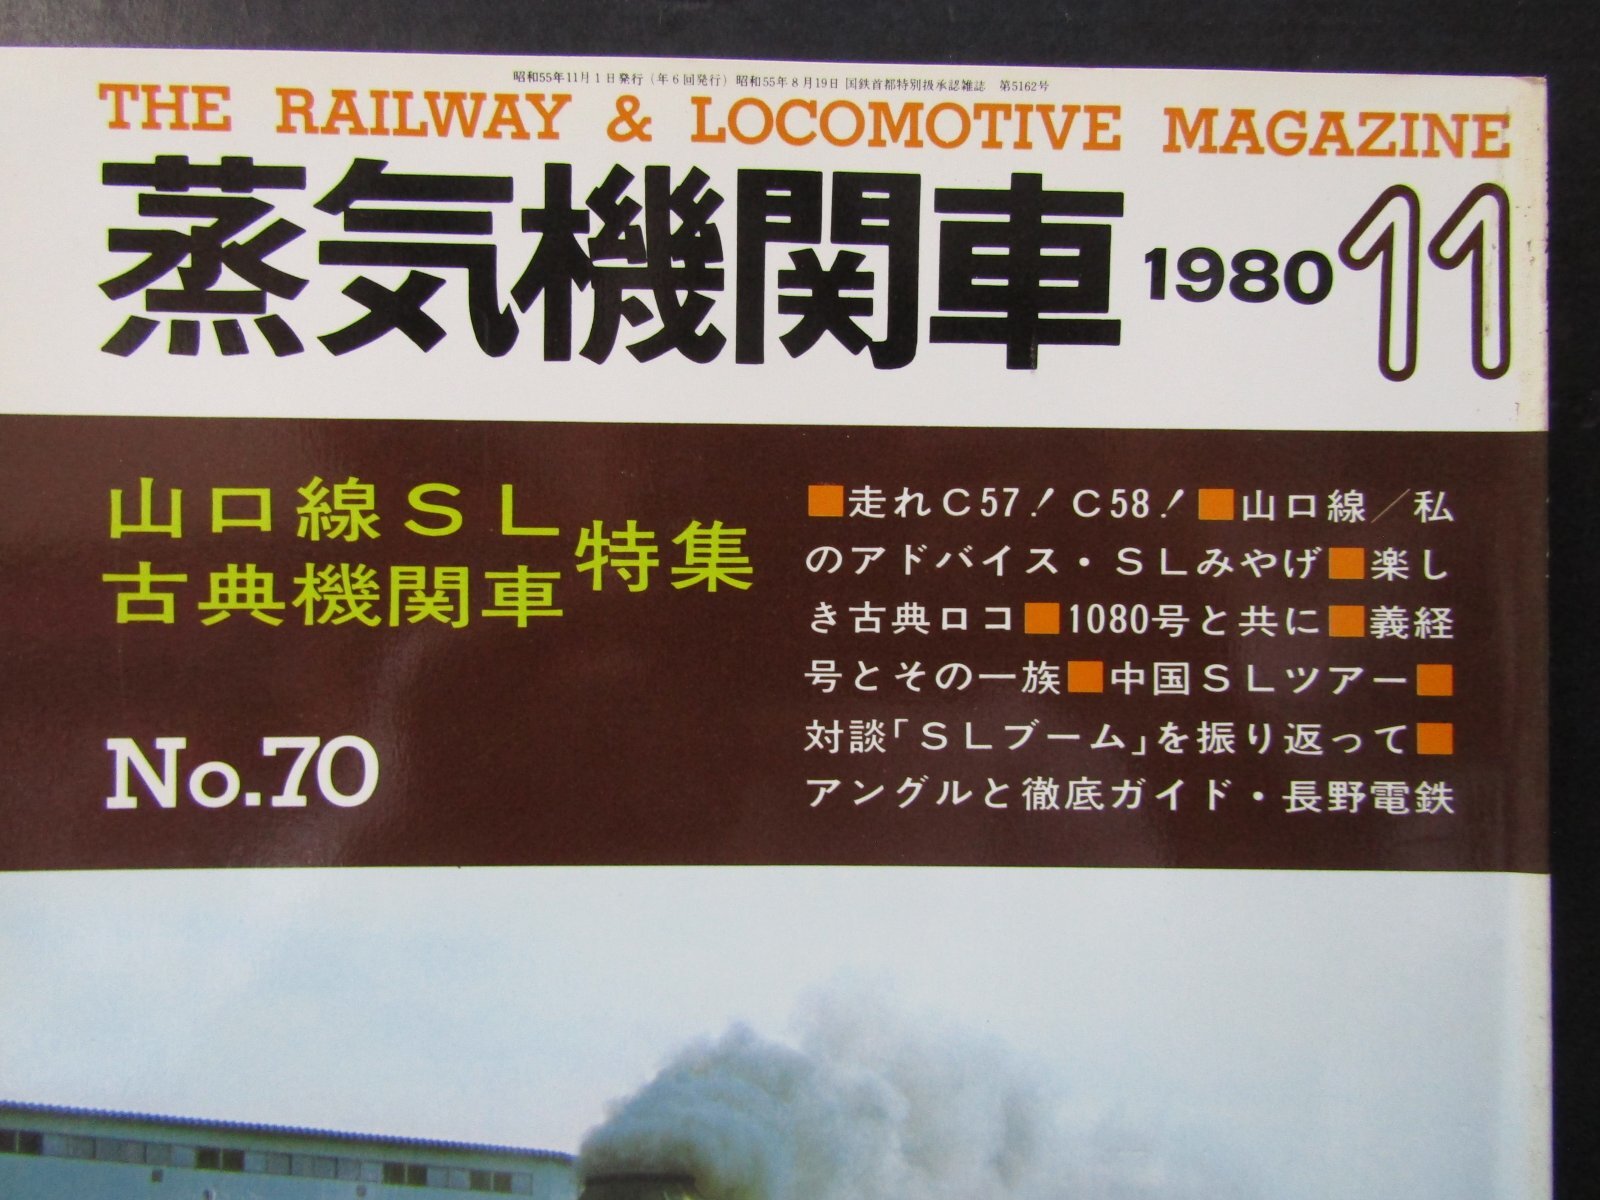 昭和55年11月1日発行（年6回発行）昭和55年8月19日国鉄首都特別扱承認雑誌 第5162号
THE RAILWAY & LOCOMOTIVE MAGAZINE
蒸気機関車 1980 11
山口線ＳＬ
古典機関車
特集
No.70
■走れＣ57！Ｃ58！■山口線／私
のアドバイス・ＳＬみやげ■楽し
き古典ロコ■1080号と共に■義経
号とその一族■中国ＳＬツアー■
対談「ＳＬブーム」を振り返って■
アングルと徹底ガイド・長野電鉄